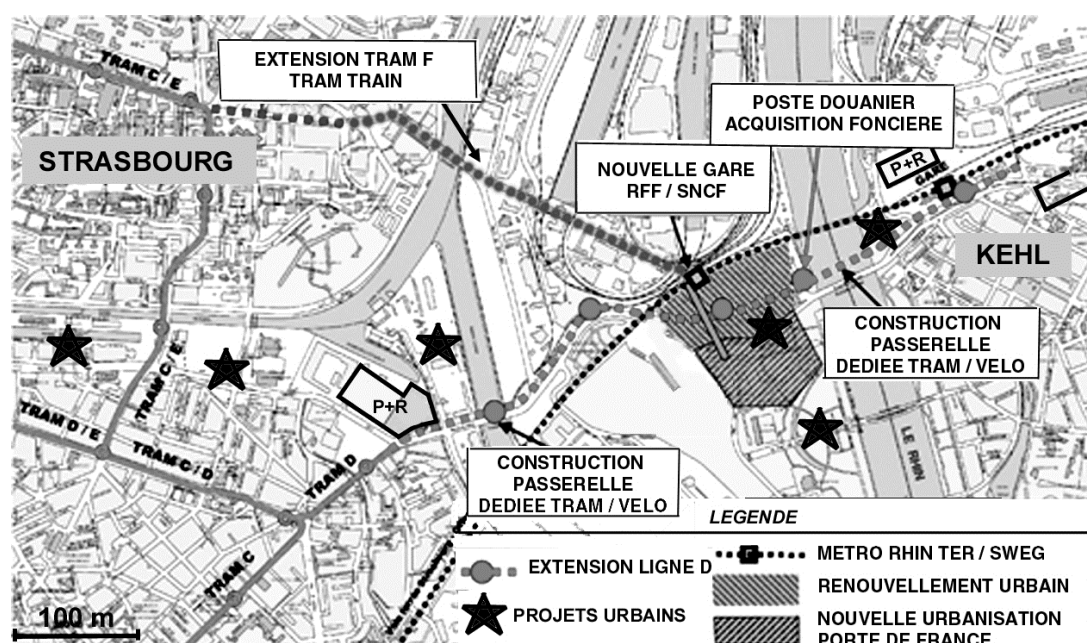 TRAM C / E
EXTENSION TRAM F
TRAM TRAIN
POSTE DOUANIER
ACQUISITION FONCIERE
STRASBOURG
NOUVELLE GARE
RFF / SNCF
P+R
GARE
KEHL
CONSTRUCTION
PASSERELLE
DEDIEE TRAM / VELO
TRAM C / E
P+R
TRAM D / E
TRAM C / D
TRAM D
LE RHIN
CONSTRUCTION
PASSERELLE
DEDIEE TRAM / VELO
TRAM C
100 m
LEGENDE
EXTENSION LIGNE D
PROJETS URBAINS
METRO RHIN TER / SWEG
RENOUVELLEMENT URBAIN
NOUVELLE URBANISATION
PORTE DE FRANCE